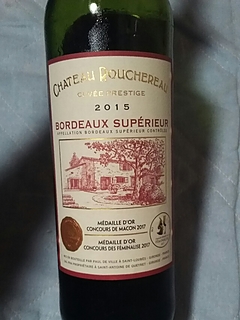 CHATEAU ROUCHEREAU
CUVÉE PRESTIGE
2015
BORDEAUX SUPÉRIEUR
APPELLATION BORDEAUX SUPÉRIEUR CONTRÔLÉE
MÉDAILLE D'OR
CONCOURS DE MACON 2017
MÉDAILLE D'OR
CONCOURS DES FÉMINALISE 2017